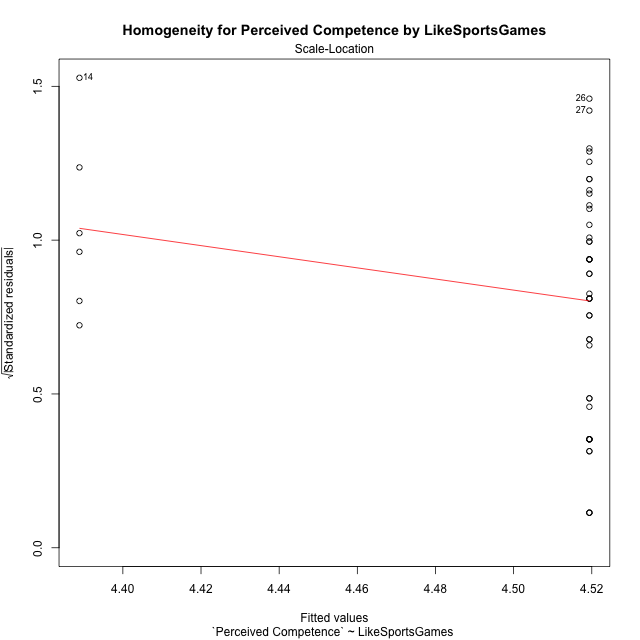 Homogeneity for Perceived Competence by LikeSportsGames
Scale-Location
14
26
27
1.5
1.0
0.5
0.0
√|Standardized residuals|
4.40 4.42 4.44 4.46 4.48 4.50 4.52
Fitted values
`Perceived Competence` ~ LikeSportsGames